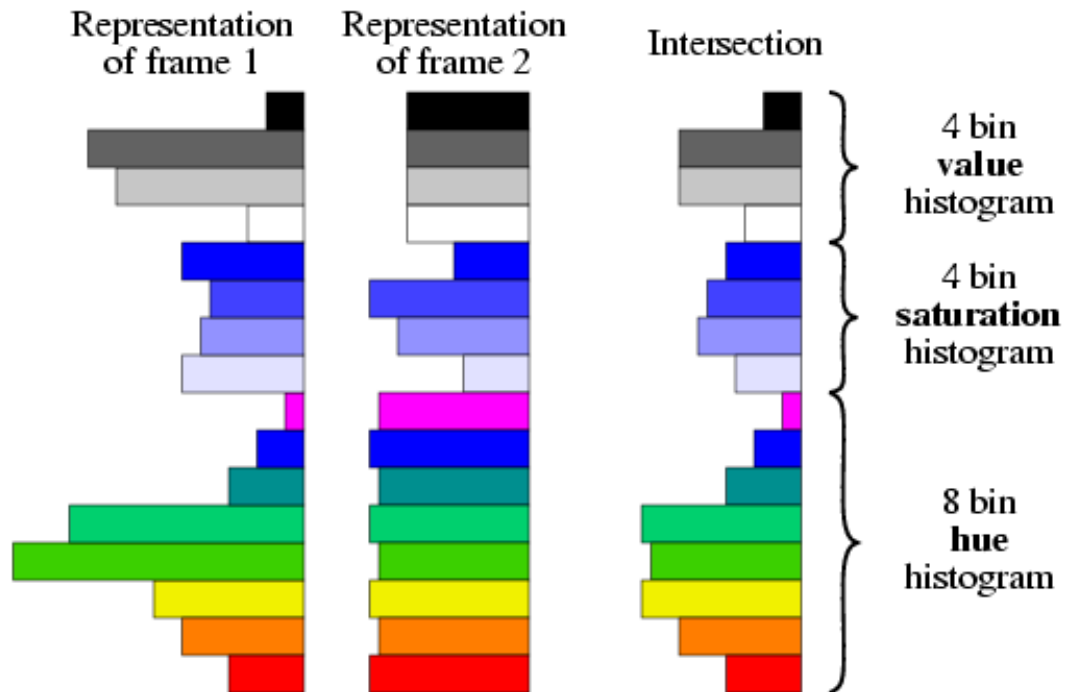 Representation
of frame 1
Representation
of frame 2
Intersection
4 bin
value
histogram
4 bin
saturation
histogram
8 bin
hue
histogram